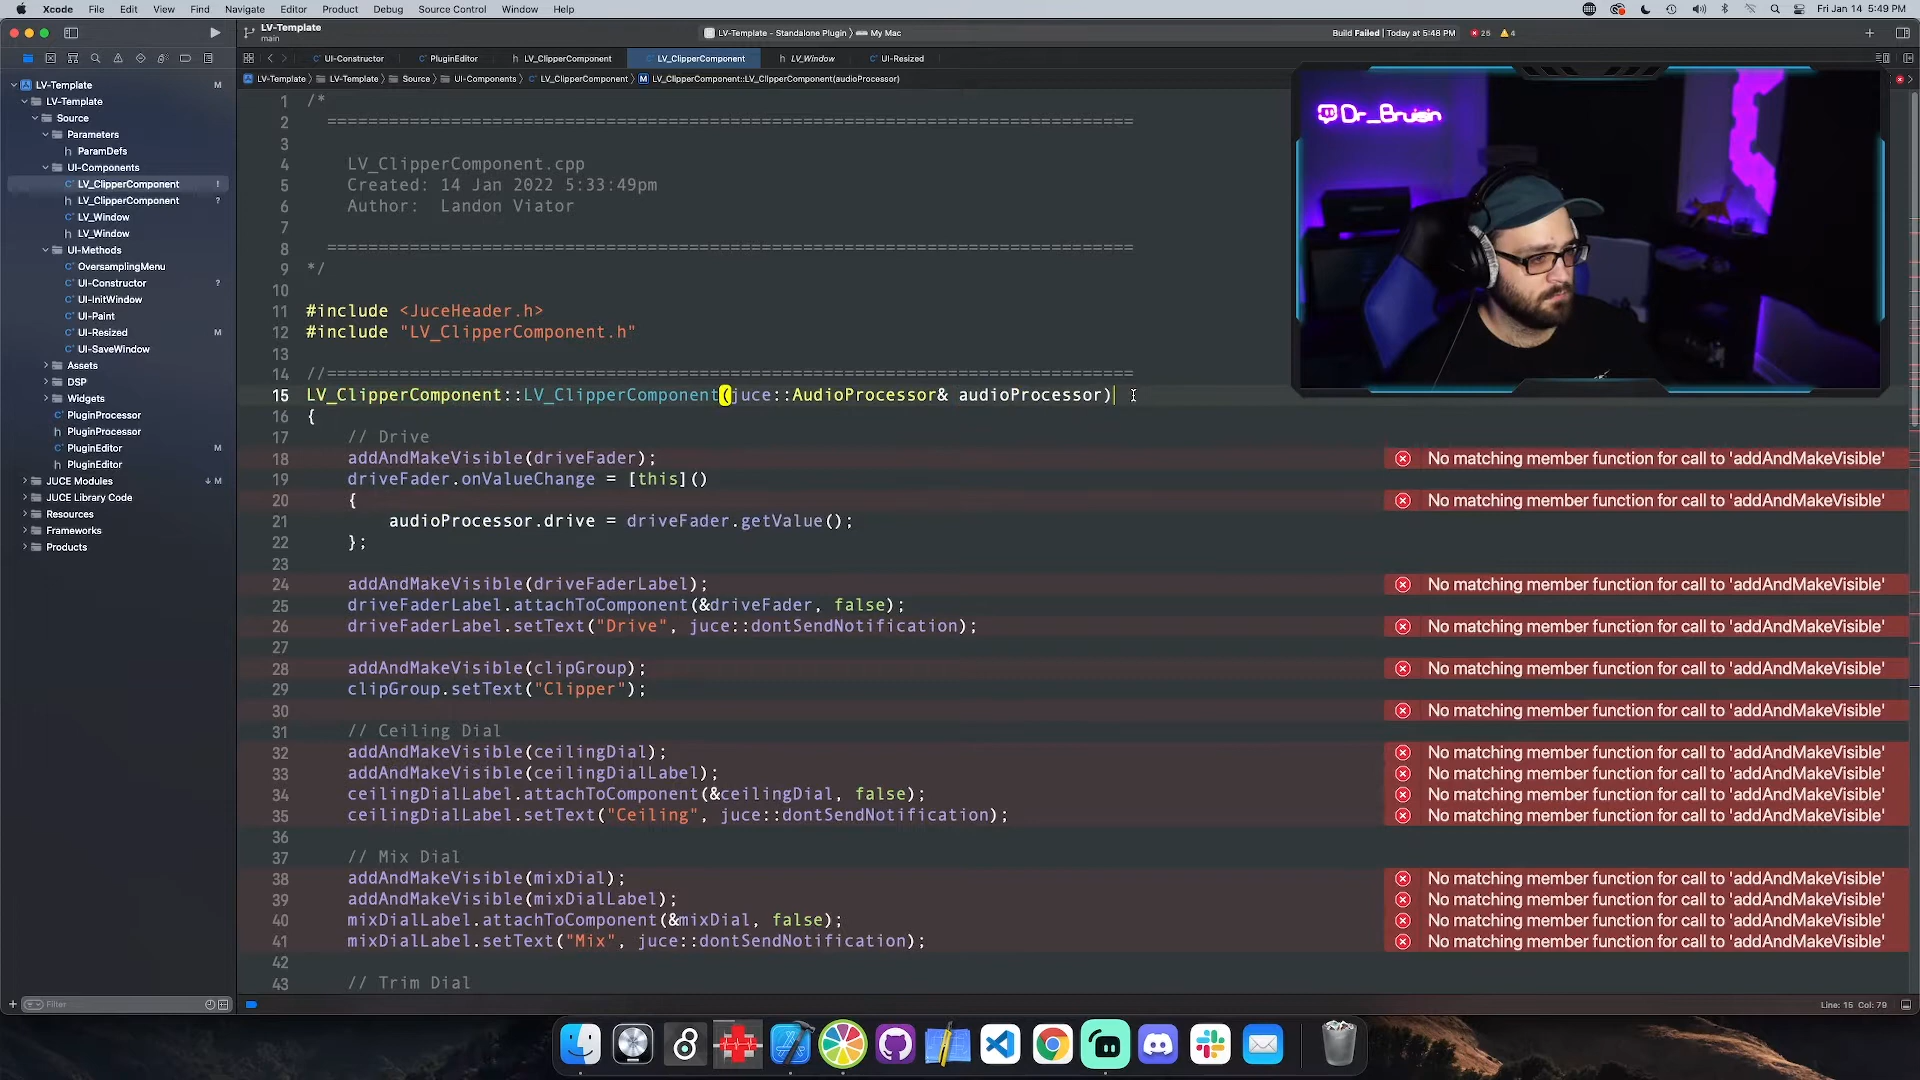 Xcode File Edit View Find Navigate Editor Product Debug Source Control Window Help
Fri Jan 14 5:49 PM
LV-Template
main
LV-Template - Standalone Plugin
My Mac
Build Failed | Today at 5:48 PM
25
4
UI-Constructor
PluginEditor
LV_ClipperComponent
LV_ClipperComponent
LV_Window
UI-Resized
LV-Template
LV-Template
Source
UI-Components
LV_ClipperComponent
LV_ClipperComponent::LV_ClipperComponent(audioProcessor)
LV-Template M
LV-Template
Source
Parameters
ParamDefs
UI-Components
LV_ClipperComponent !
LV_ClipperComponent ?
LV_Window
LV_Window
UI-Methods
OversamplingMenu
UI-Constructor ?
UI-InitWindow
UI-Paint
UI-Resized M
UI-SaveWindow
Assets
DSP
Widgets
PluginProcessor
PluginProcessor
PluginEditor M
PluginEditor
JUCE Modules M
JUCE Library Code
Resources
Frameworks
Products
Filter
1 /*
2 ==============================================================================
3
4 LV_ClipperComponent.cpp
5 Created: 14 Jan 2022 5:33:49pm
6 Author: Landon Viator
7
8 ==============================================================================
9 */
10
11 #include <JuceHeader.h>
12 #include "LV_ClipperComponent.h"
13
14 //==============================================================================
15 LV_ClipperComponent::LV_ClipperComponent(juce::AudioProcessor& audioProcessor)
16 {
17 // Drive
18 addAndMakeVisible(driveFader); No matching member function for call to 'addAndMakeVisible'
19 driveFader.onValueChange = [this]()
20 { No matching member function for call to 'addAndMakeVisible'
21 audioProcessor.drive = driveFader.getValue();
22 };
23
24 addAndMakeVisible(driveFaderLabel); No matching member function for call to 'addAndMakeVisible'
25 driveFaderLabel.attachToComponent(&driveFader, false);
26 driveFaderLabel.setText("Drive", juce::dontSendNotification); No matching member function for call to 'addAndMakeVisible'
27
28 addAndMakeVisible(clipGroup); No matching member function for call to 'addAndMakeVisible'
29 clipGroup.setText("Clipper");
30 No matching member function for call to 'addAndMakeVisible'
31 // Ceiling Dial
32 addAndMakeVisible(ceilingDial); No matching member function for call to 'addAndMakeVisible'
33 addAndMakeVisible(ceilingDialLabel); No matching member function for call to 'addAndMakeVisible'
34 ceilingDialLabel.attachToComponent(&ceilingDial, false); No matching member function for call to 'addAndMakeVisible'
35 ceilingDialLabel.setText("Ceiling", juce::dontSendNotification); No matching member function for call to 'addAndMakeVisible'
36
37 // Mix Dial
38 addAndMakeVisible(mixDial); No matching member function for call to 'addAndMakeVisible'
39 addAndMakeVisible(mixDialLabel); No matching member function for call to 'addAndMakeVisible'
40 mixDialLabel.attachToComponent(&mixDial, false); No matching member function for call to 'addAndMakeVisible'
41 mixDialLabel.setText("Mix", juce::dontSendNotification); No matching member function for call to 'addAndMakeVisible'
42
43 // Trim Dial
Dr_Bruisin
Line: 15 Col: 79